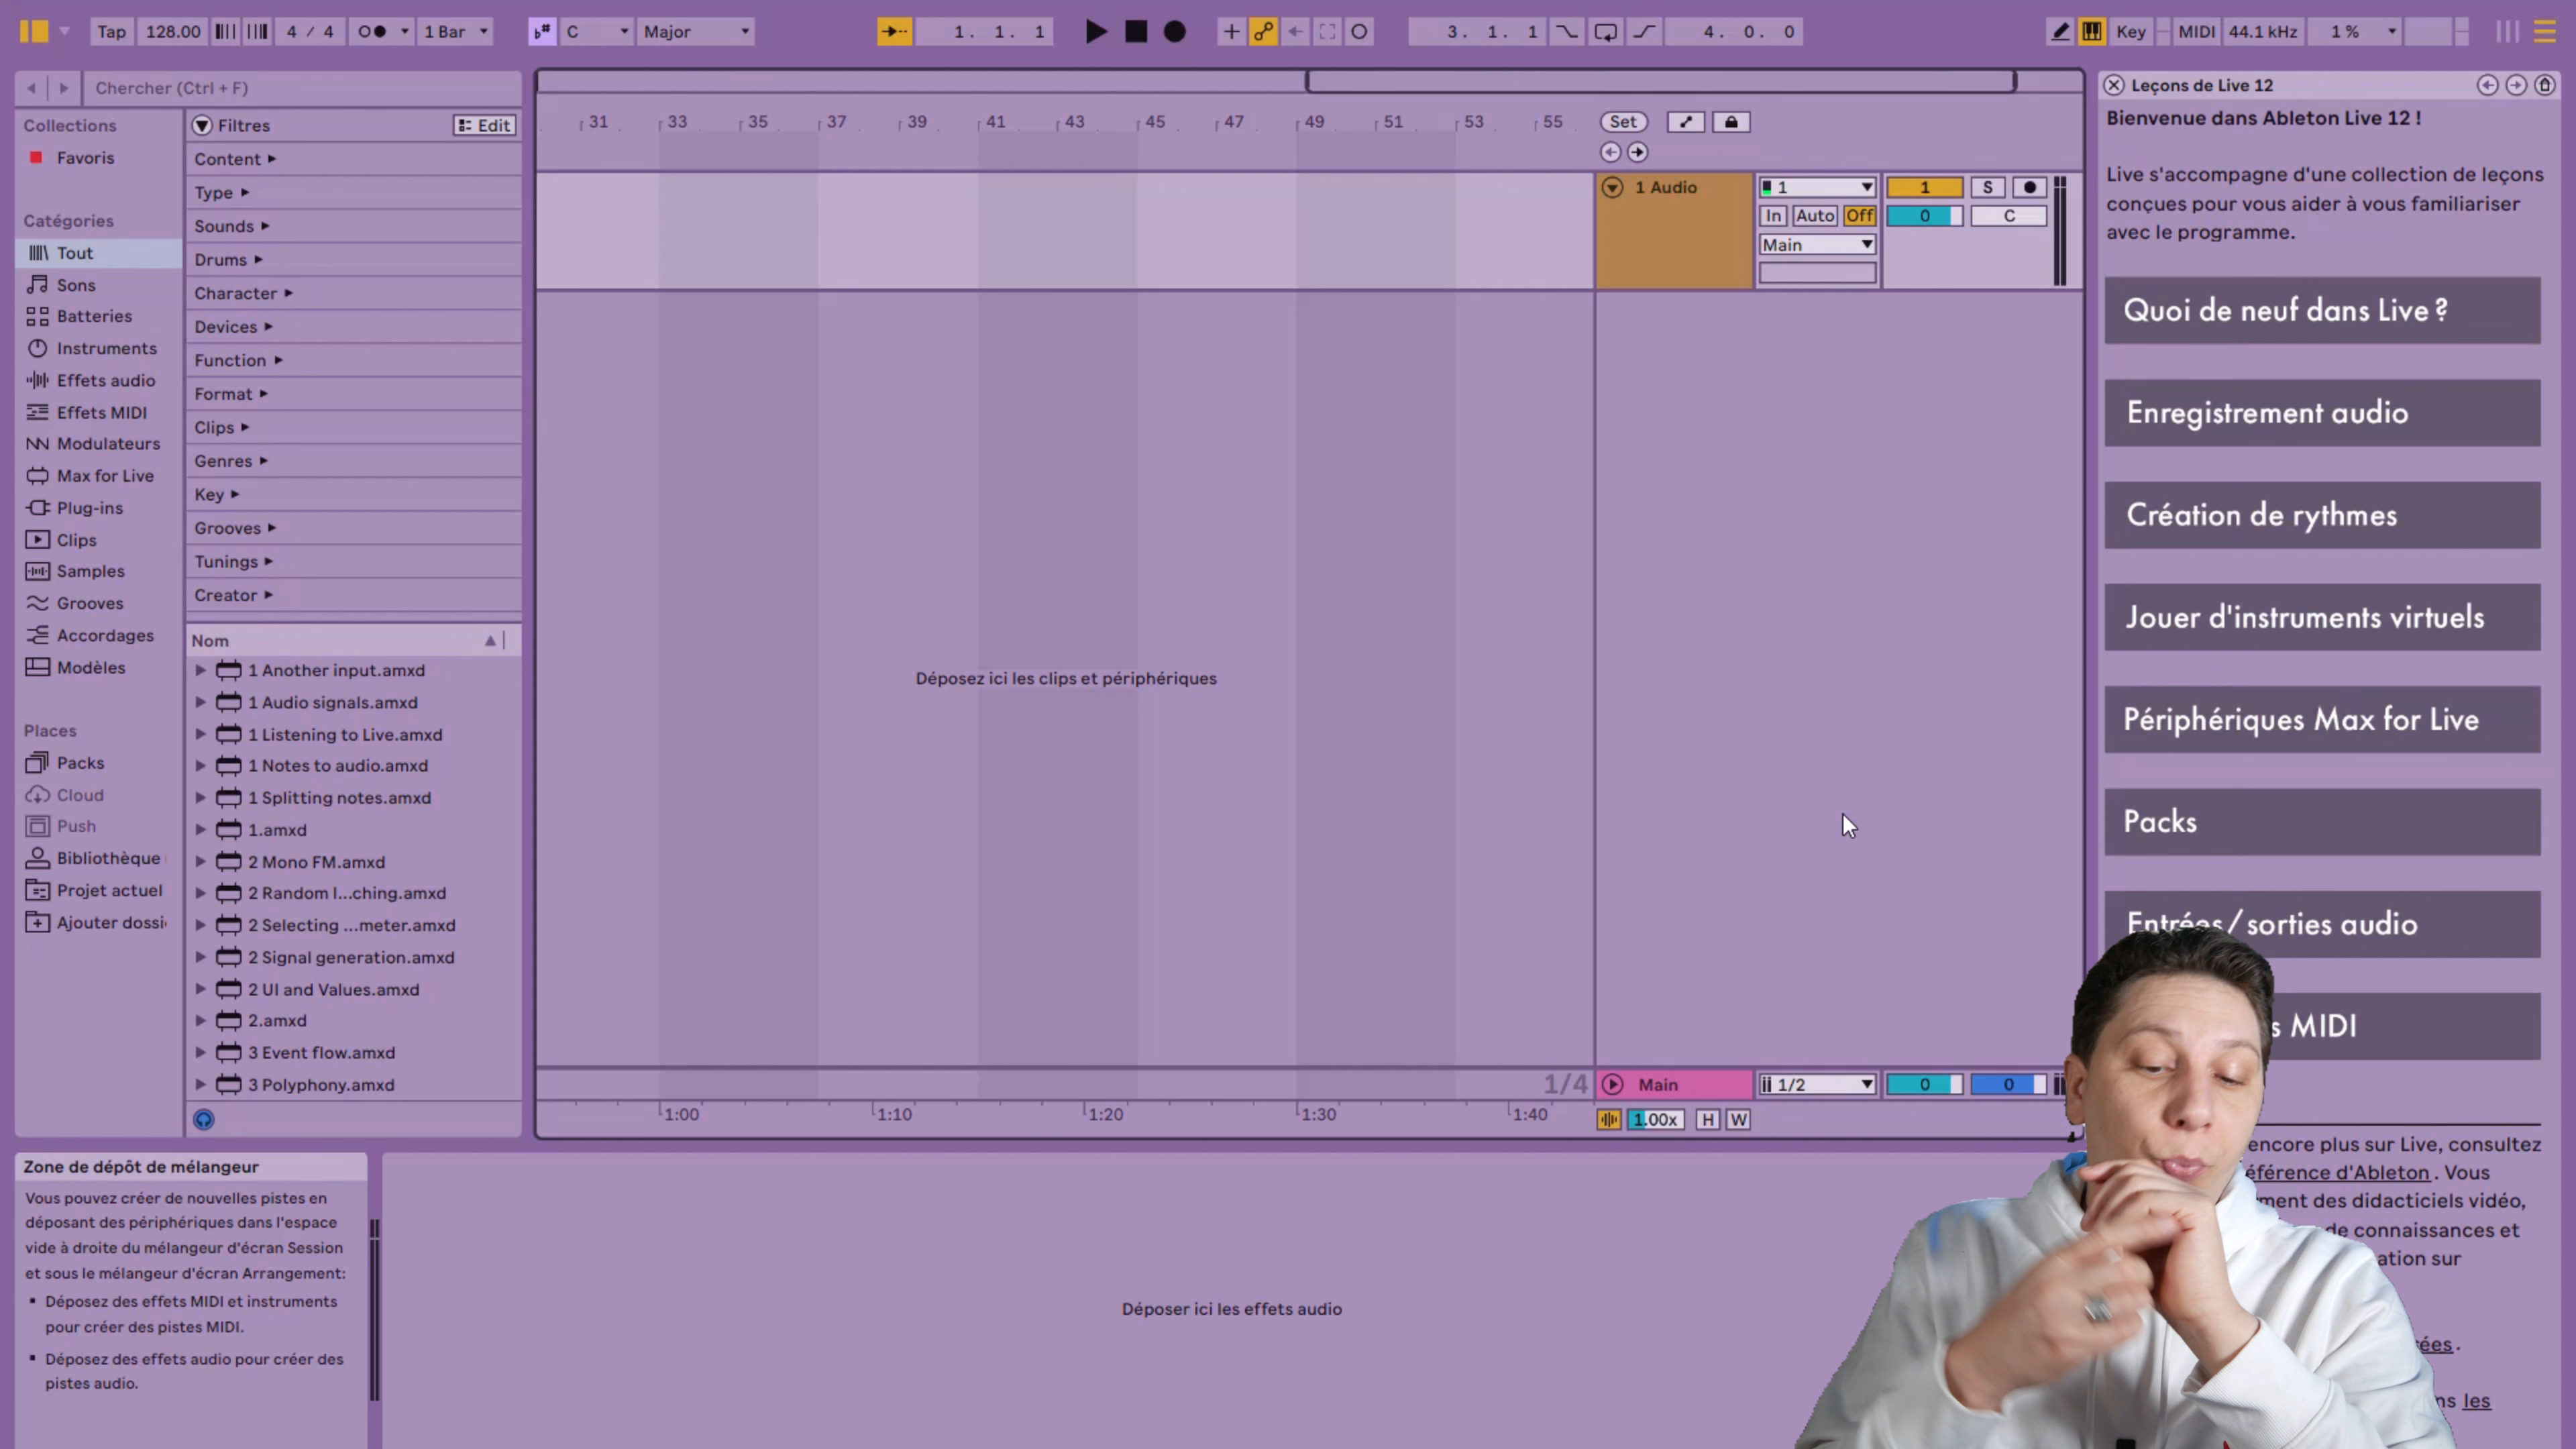 Tap 128.00 4 / 4 1 Bar C Major 1. 1. 1 3. 1. 1 4. 0. 0 Key MIDI 44.1 kHz 1 %
Chercher (Ctrl + F)
Collections
Favoris
Catégories
Tout
Sons
Batteries
Instruments
Effets audio
Effets MIDI
Modulateurs
Max for Live
Plug-ins
Clips
Samples
Grooves
Accordages
Modèles
Places
Packs
Cloud
Push
Bibliothèque
Projet actuel
Ajouter dossi
Filtres Edit
Content
Type
Sounds
Drums
Character
Devices
Function
Format
Clips
Genres
Key
Grooves
Tunings
Creator
Nom
1 Another input.amxd
1 Audio signals.amxd
1 Listening to Live.amxd
1 Notes to audio.amxd
1 Splitting notes.amxd
1.amxd
2 Mono FM.amxd
2 Random I...ching.amxd
2 Selecting ...meter.amxd
2 Signal generation.amxd
2 UI and Values.amxd
2.amxd
3 Event flow.amxd
3 Polyphony.amxd
31 33 35 37 39 41 43 45 47 49 51 53 55
Set
1 Audio 1 1 S
In Auto Off 0 C
Main
Déposez ici les clips et périphériques
1/4 Main 1/2 0 0
1:00 1:10 1:20 1:30 1:40
1.00x H W
Leçons de Live 12
Bienvenue dans Ableton Live 12 !
Live s'accompagne d'une collection de leçons
conçues pour vous aider à vous familiariser
avec le programme.
Quoi de neuf dans Live ?
Enregistrement audio
Création de rythmes
Jouer d'instruments virtuels
Périphériques Max for Live
Packs
Entrées / sorties audio
s MIDI
encore plus sur Live, consultez
éférence d'Ableton . Vous
ment des didacticiels vidéo,
de connaissances et
ation sur
ées .
ns les
Zone de dépôt de mélangeur
Vous pouvez créer de nouvelles pistes en
déposant des périphériques dans l'espace
vide à droite du mélangeur d'écran Session
et sous le mélangeur d'écran Arrangement:
▪ Déposez des effets MIDI et instruments
pour créer des pistes MIDI.
▪ Déposez des effets audio pour créer des
pistes audio.
Déposer ici les effets audio